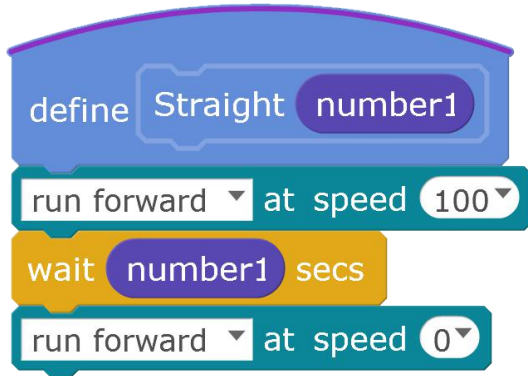 define Straight number1
run forward at speed 100
wait number1 secs
run forward at speed 0